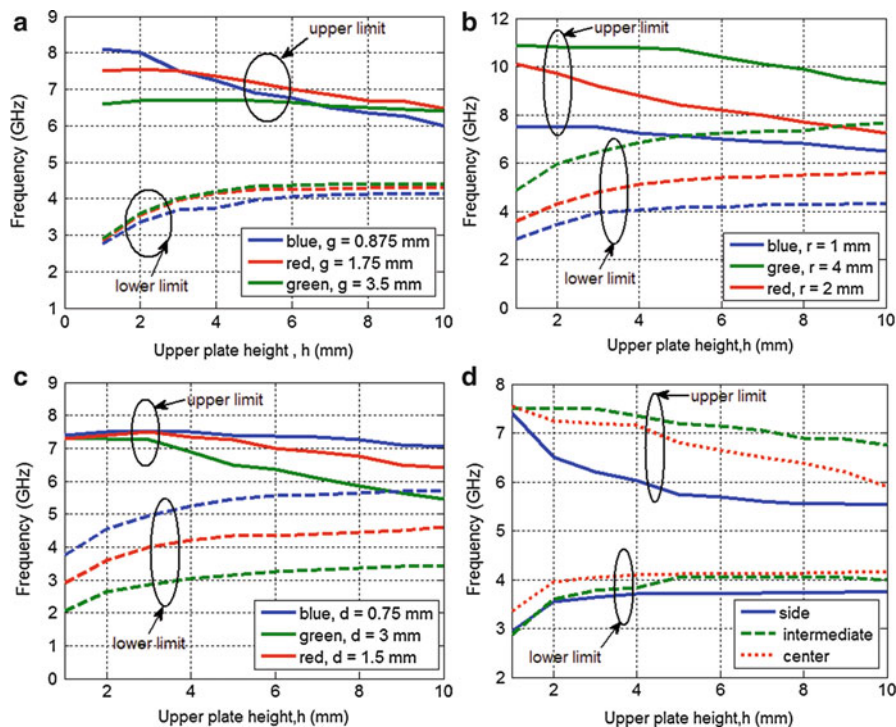 a
Frequency (GHz)
9
8
7
6
5
4
3
2
1
0 2 4 6 8 10
Upper plate height , h (mm)
upper limit
lower limit
blue, g = 0.875 mm
red, g = 1.75 mm
green, g = 3.5 mm
b
Frequency (GHz)
12
10
8
6
4
2
0
2 4 6 8 10
Upper plate height,h (mm)
upper limit
lower limit
blue, r = 1 mm
gree, r = 4 mm
red, r = 2 mm
c
Frequency (GHz)
9
8
7
6
5
4
3
2
1
0
2 4 6 8 10
Upper plate height,h (mm)
upper limit
lower limit
blue, d = 0.75 mm
green, d = 3 mm
red, d = 1.5 mm
d
Frequency (GHz)
8
7
6
5
4
3
2
2 4 6 8 10
Upper plate height,h (mm)
upper limit
lower limit
side
intermediate
center